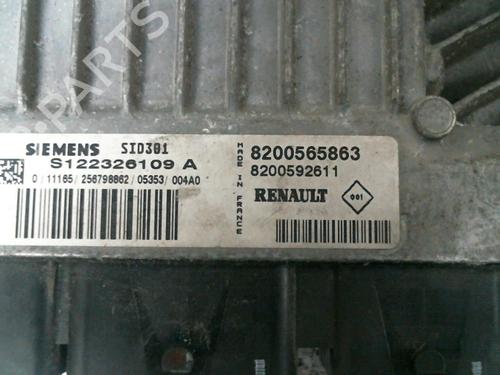 SIEMENS SID301
S122326109 A
0/11165/256798862/05353/004A0
MADE IN FRANCE
8200565863
8200592611
RENAULT 001